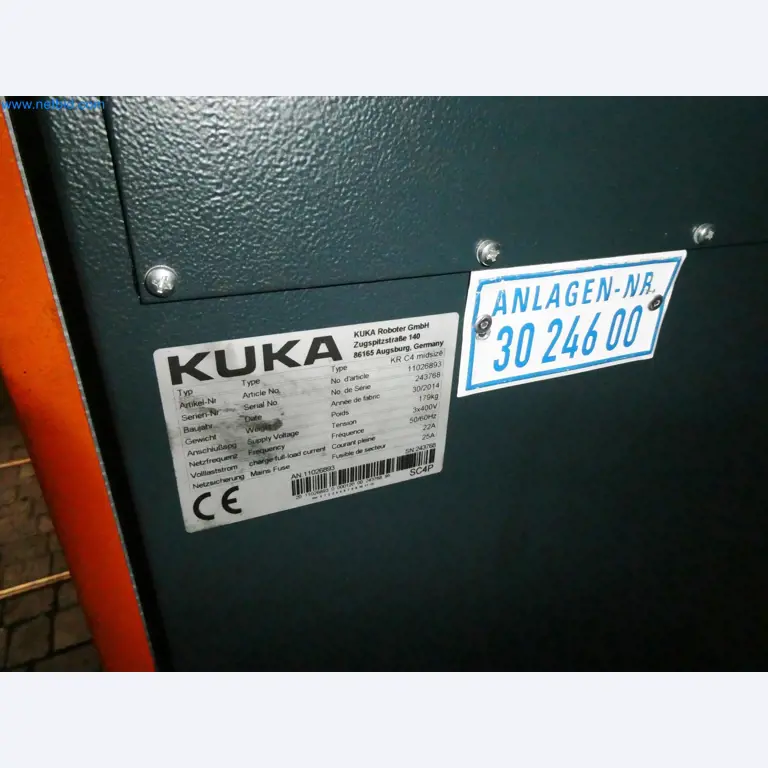 www.netbid.com
ANLAGEN-NR.
30 246 00
KUKA
KUKA Roboter GmbH
Zugspitzstraße 140
86165 Augsburg, Germany
Typ Type Type KR C4 midsize
Artikel-Nr Article No. No. d'article 11026893
Serien-Nr Serial No. No. de Série 243768
Baujahr Date Année de fabric 30/2014
Gewicht Weight Poids 179kg
Anschlußspg Supply Voltage Tension 3x400V
Netzfrequenz Frequency Fréquence 50/60Hz
Volllaststrom charge-full-load current Courant pleine 22A
Netzsicherung Mains Fuse Fusible de secteur 25A
AN:11026893 SN:243768
CE
SC4P